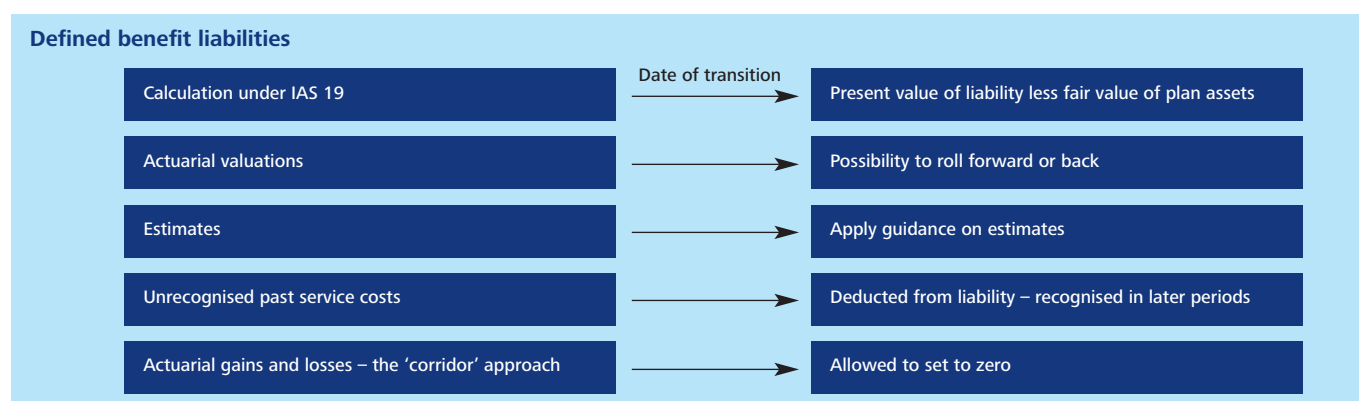 Defined benefit liabilities
Date of transition
Calculation under IAS 19
Present value of liability less fair value of plan assets
Actuarial valuations
Possibility to roll forward or back
Estimates
Apply guidance on estimates
Unrecognised past service costs
Deducted from liability – recognised in later periods
Actuarial gains and losses – the ‘corridor’ approach
Allowed to set to zero